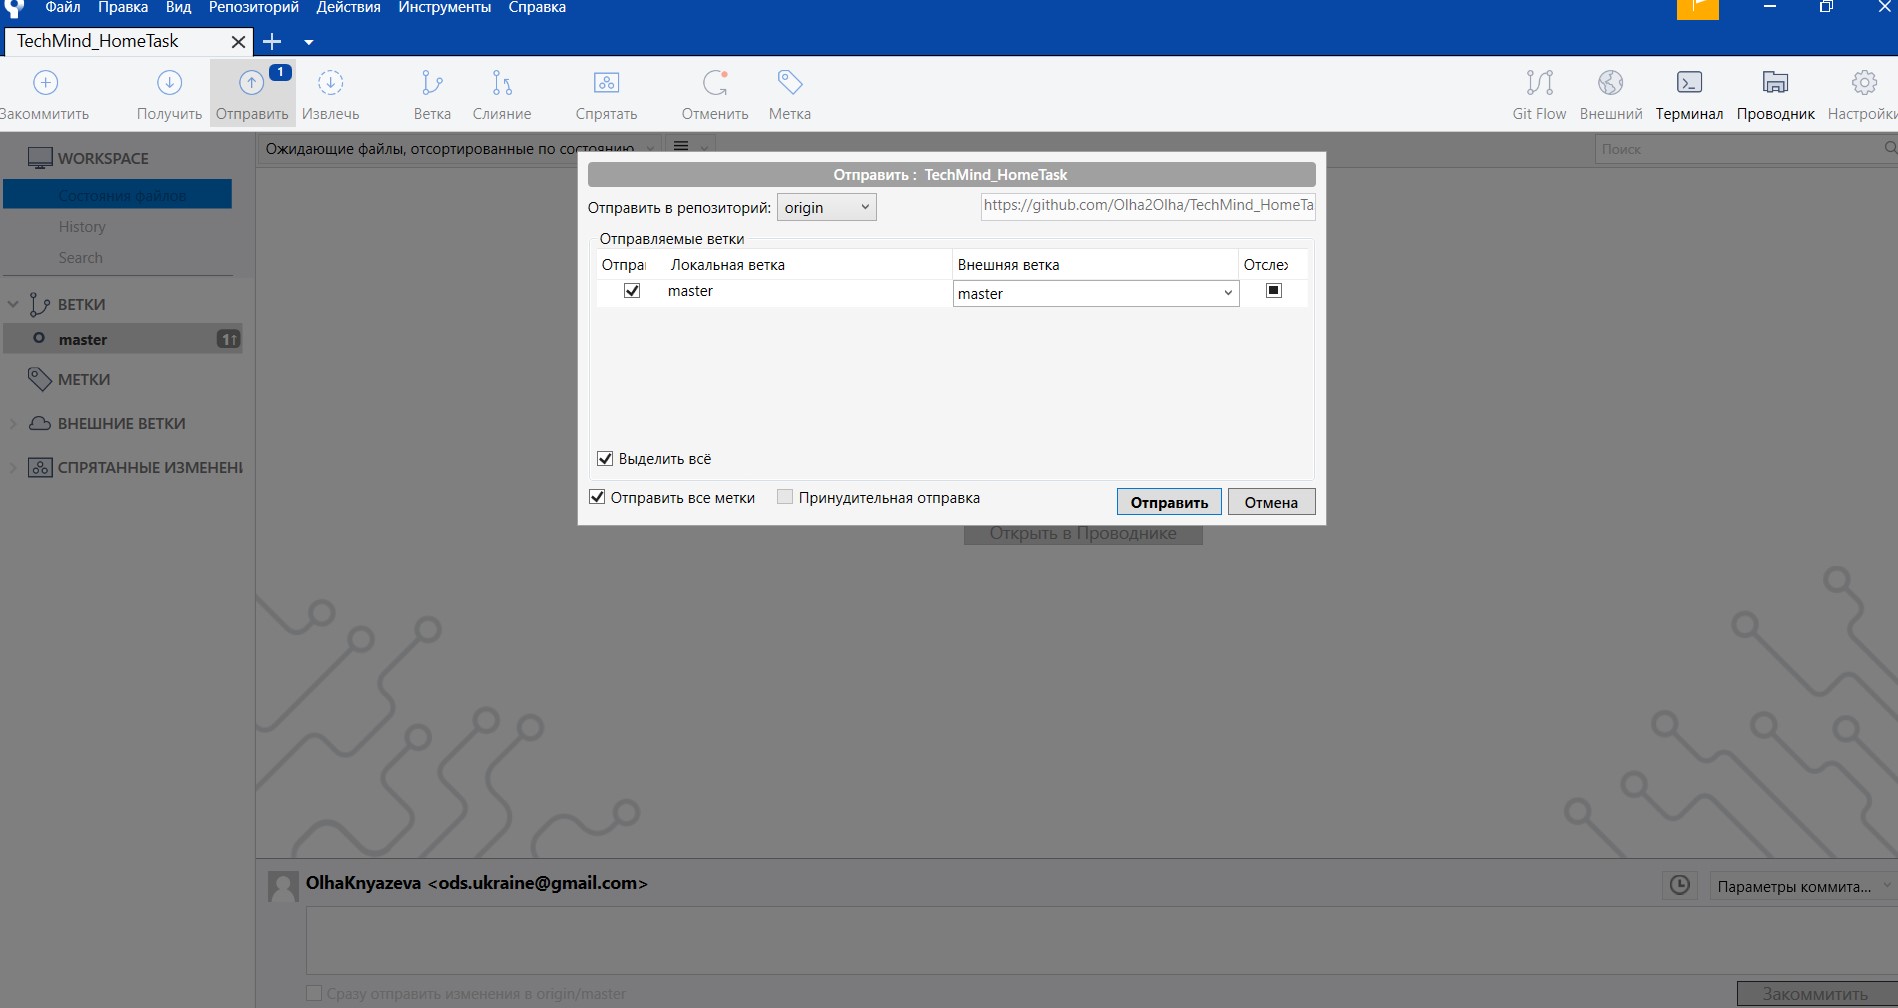 Файл Правка Вид Репозиторий Действия Инструменты Справка
TechMind_HomeTask
1
Закоммитить Получить Отправить Извлечь Ветка Слияние Спрятать Отменить Метка Git Flow Внешний Терминал Проводник Настройки
WORKSPACE
Состояния файлов
History
Search
ВЕТКИ
master 1↑
МЕТКИ
ВНЕШНИЕ ВЕТКИ
СПРЯТАННЫЕ ИЗМЕНЕНИ
Ожидающие файлы, отсортированные по состоянию
Поиск
Отправить : TechMind_HomeTask
Отправить в репозиторий: origin https://github.com/Olha2Olha/TechMind_HomeTa
Отправляемые ветки
Отпра Локальная ветка Внешняя ветка Отслеж
master master
Выделить всё
Отправить все метки Принудительная отправка Отправить Отмена
Открыть в Проводнике
OlhaKnyazeva <ods.ukraine@gmail.com>
Параметры коммита...
Сразу отправить изменения в origin/master
Закоммитить